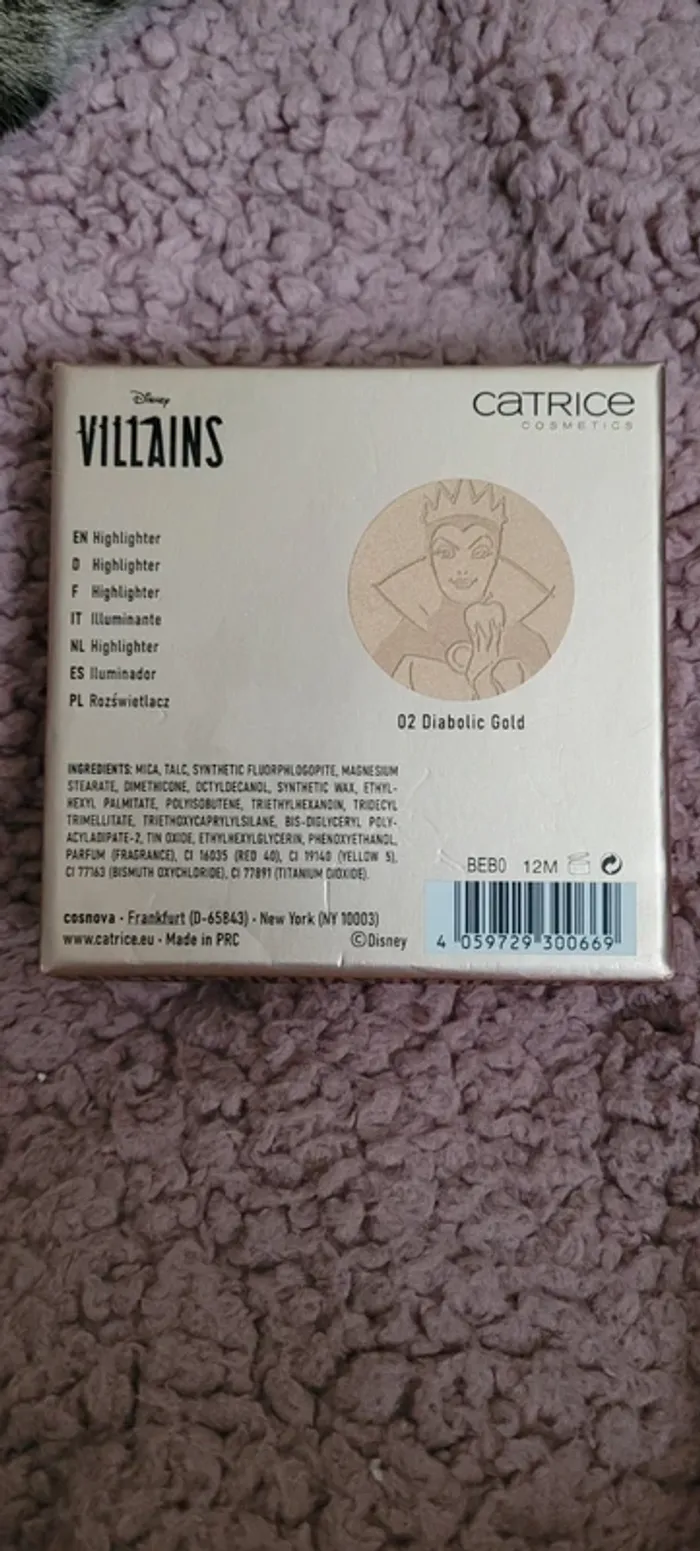 Disney
VILLAINS
CATRICE
COSMETICS
EN Highlighter
D Highlighter
F Highlighter
IT Illuminante
NL Highlighter
ES Iluminador
PL Rozświetlacz
02 Diabolic Gold
INGREDIENTS: MICA, TALC, SYNTHETIC FLUORPHLOGOPITE, MAGNESIUM
STEARATE, DIMETHICONE, OCTYLDECANOL, SYNTHETIC WAX, ETHYL-
HEXYL PALMITATE, POLYISOBUTENE, TRIETHYLHEXANOIN, TRIDECYL
TRIMELLITATE, TRIETHOXYCAPRYLYLSILANE, BIS-DIGLYCERYL POLY-
ACYLADIPATE-2, TIN OXIDE, ETHYLHEXYLGLYCERIN, PHENOXYETHANOL,
PARFUM (FRAGRANCE), CI 16035 (RED 40), CI 19140 (YELLOW 5),
CI 77163 (BISMUTH OXYCHLORIDE), CI 77891 (TITANIUM DIOXIDE).
BEB0 12M
cosnova · Frankfurt (D-65843) · New York (NY 10003)
www.catrice.eu · Made in PRC
©Disney
4 059729 300669